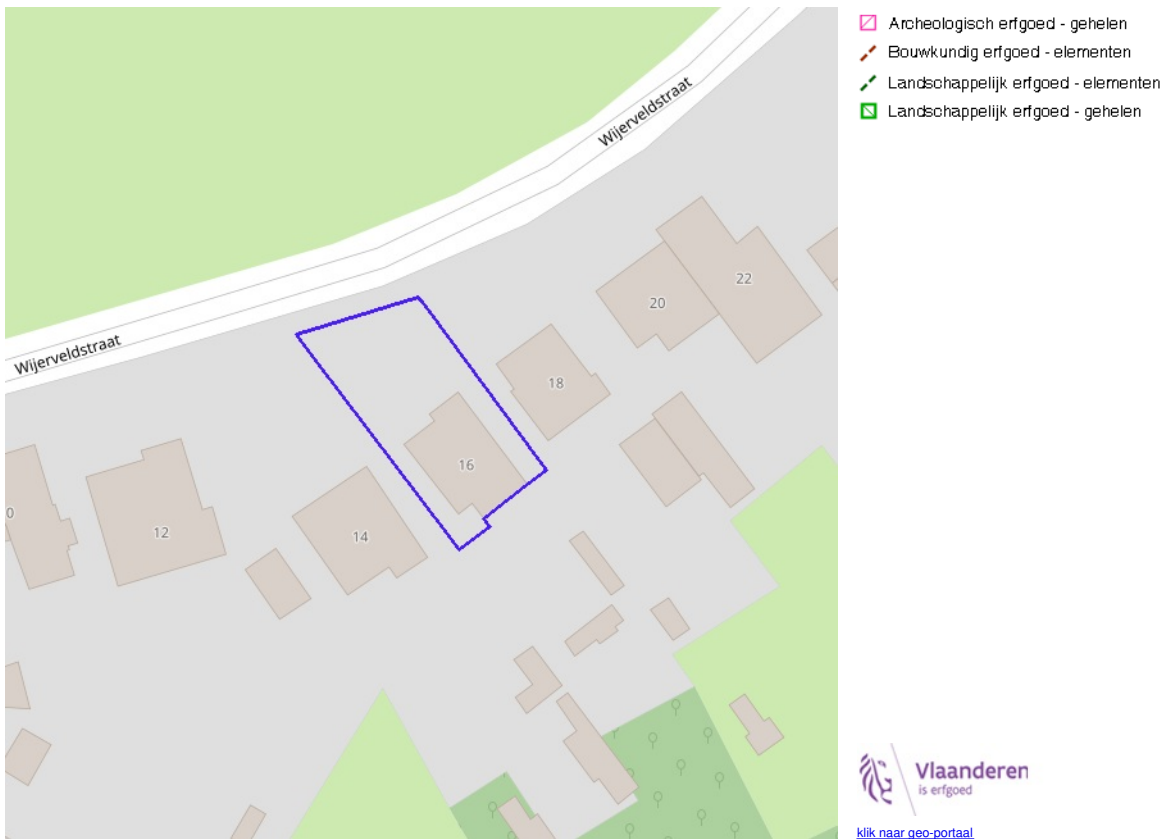 Archeologisch erfgoed - gehelen
Bouwkundig erfgoed - elementen
Landschappelijk erfgoed - elementen
Landschappelijk erfgoed - gehelen
Wijerveldstraat
Wijerveldstraat
22
20
18
16
14
12
0
Vlaanderen
is erfgoed
klik naar geo-portaal